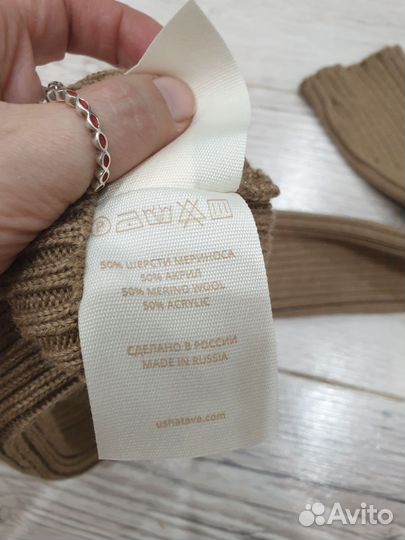 50% ШЕРСТИ МЕРИНОСА
50% АКРИЛ
50% MERINO WOOL
50% ACRYLIC
СДЕЛАНО В РОССИИ
MADE IN RUSSIA
ushatave.com
Avito